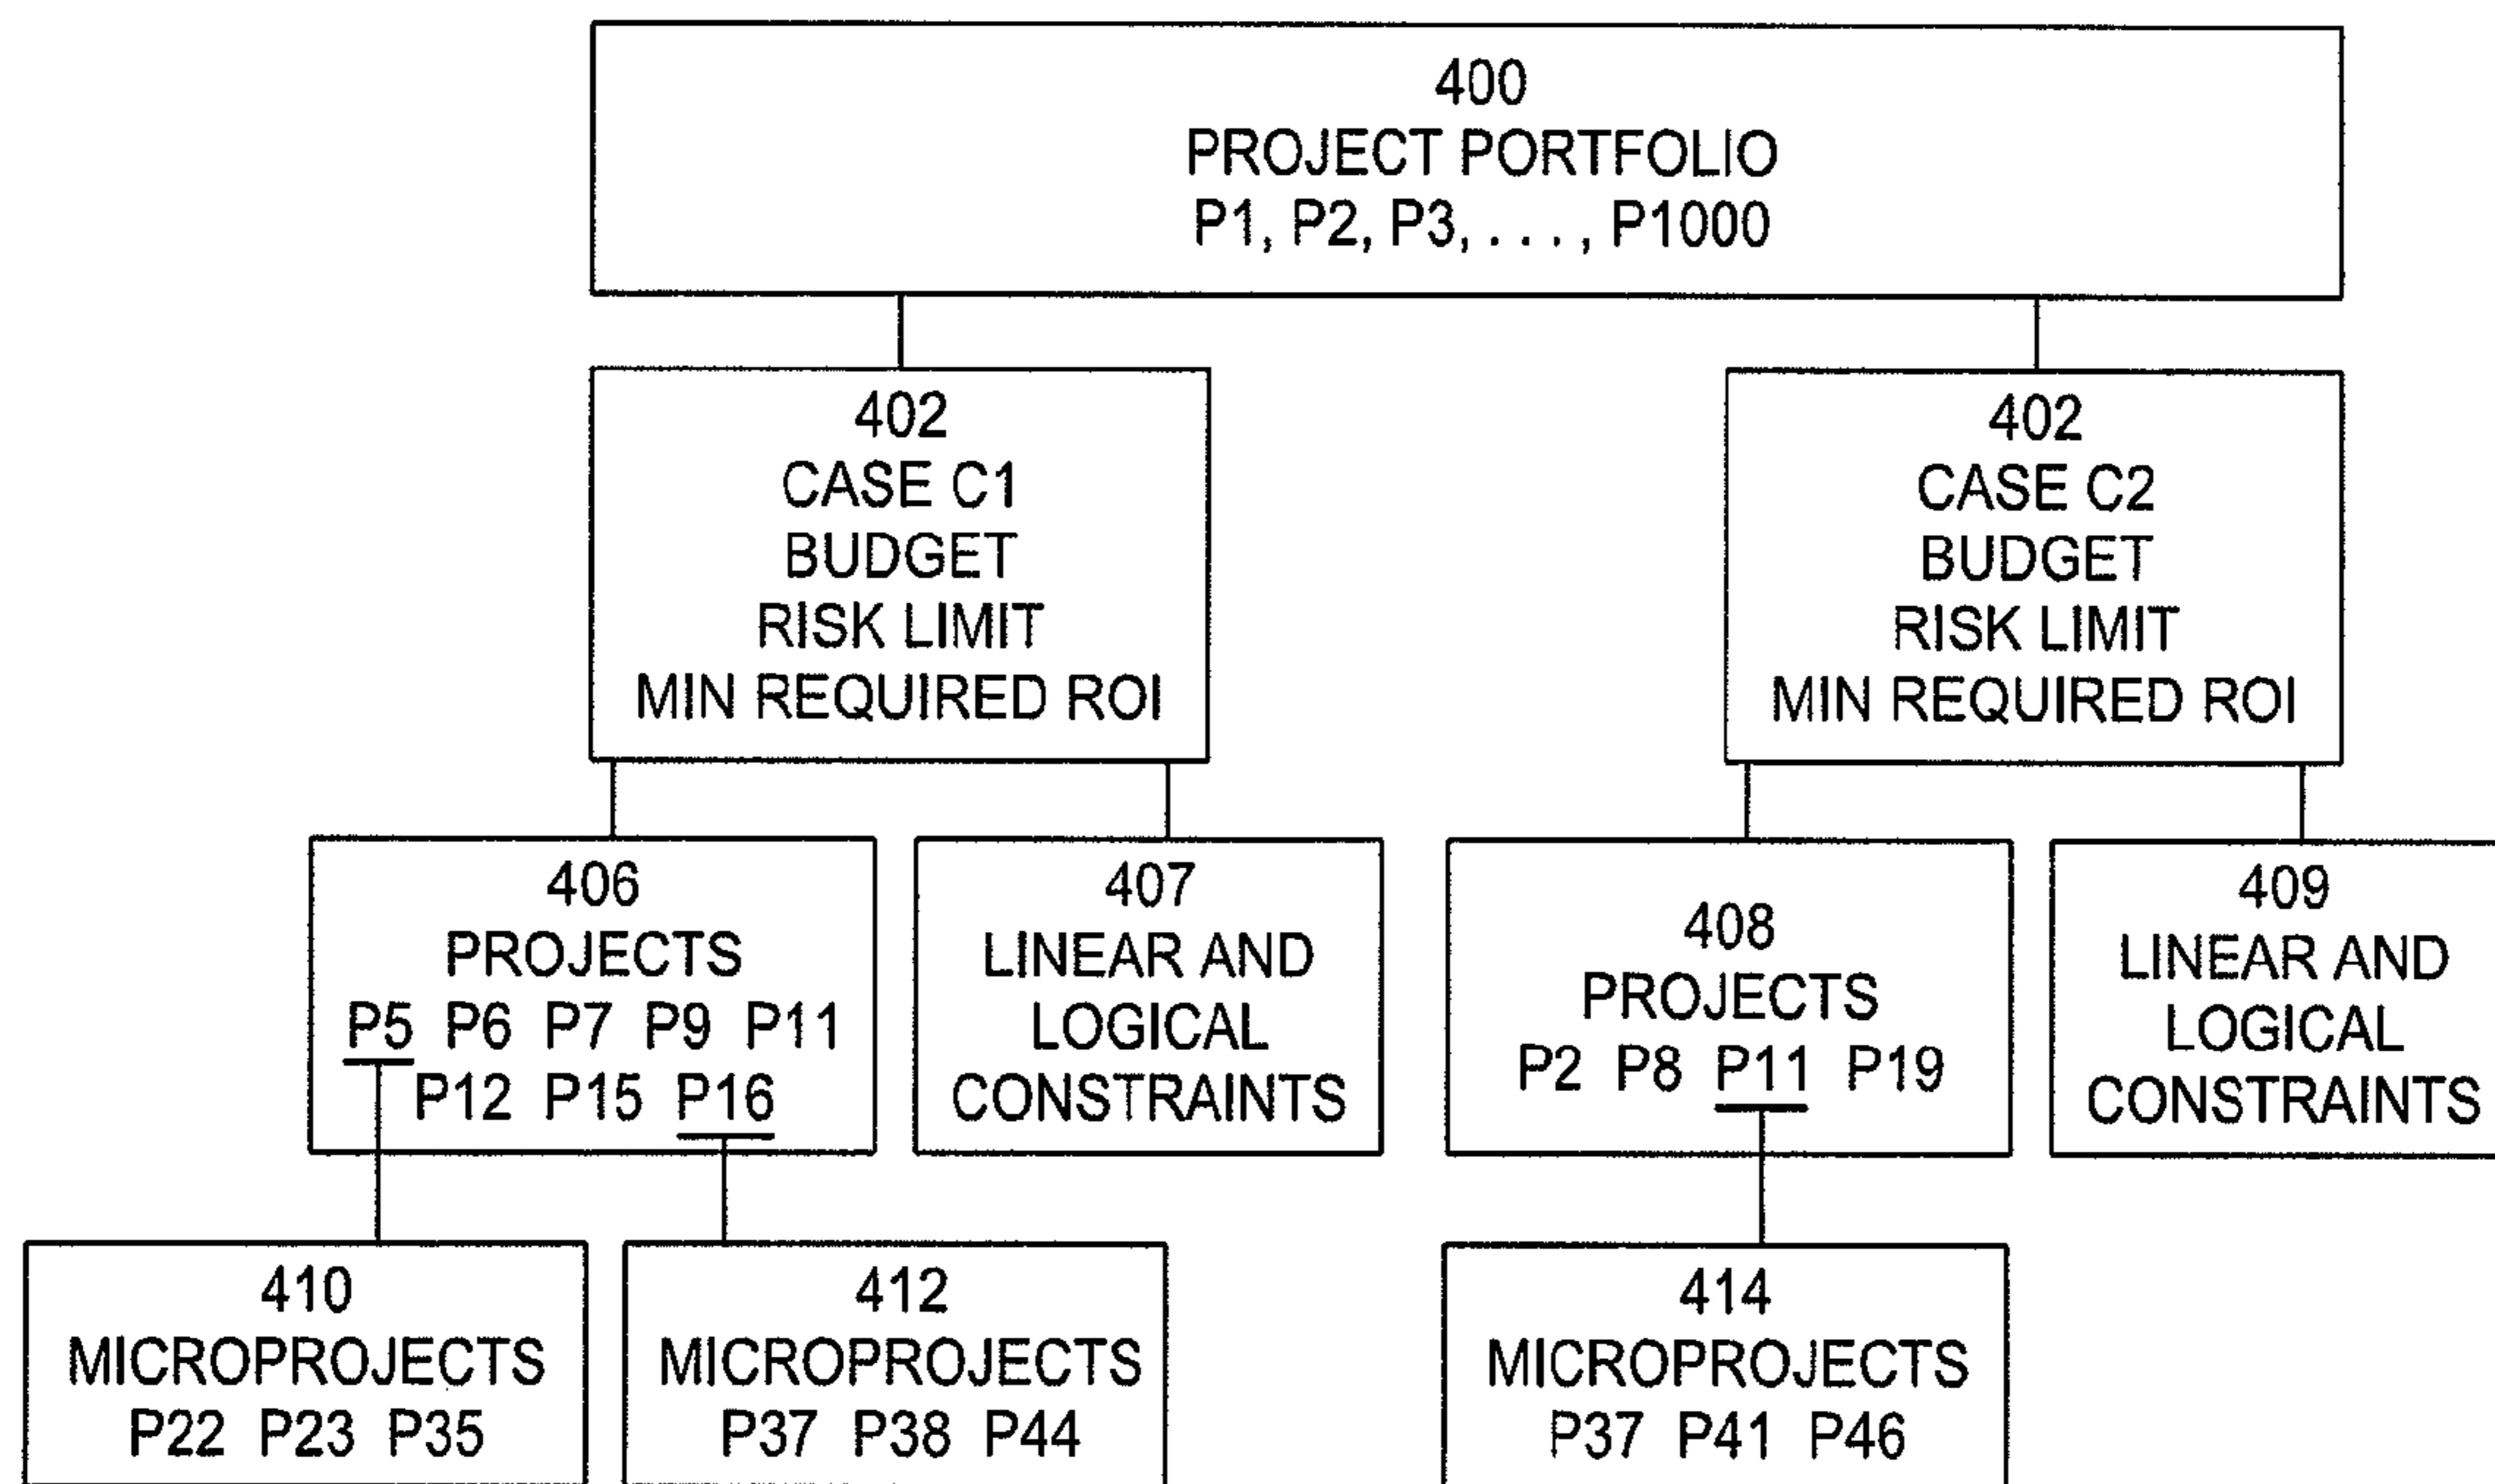 400
PROJECT PORTFOLIO
P1, P2, P3, . . . , P1000
402
CASE C1
BUDGET
RISK LIMIT
MIN REQUIRED ROI
402
CASE C2
BUDGET
RISK LIMIT
MIN REQUIRED ROI
406
PROJECTS
P5 P6 P7 P9 P11
P12 P15 P16
407
LINEAR AND
LOGICAL
CONSTRAINTS
408
PROJECTS
P2 P8 P11 P19
409
LINEAR AND
LOGICAL
CONSTRAINTS
410
MICROPROJECTS
P22 P23 P35
412
MICROPROJECTS
P37 P38 P44
414
MICROPROJECTS
P37 P41 P46